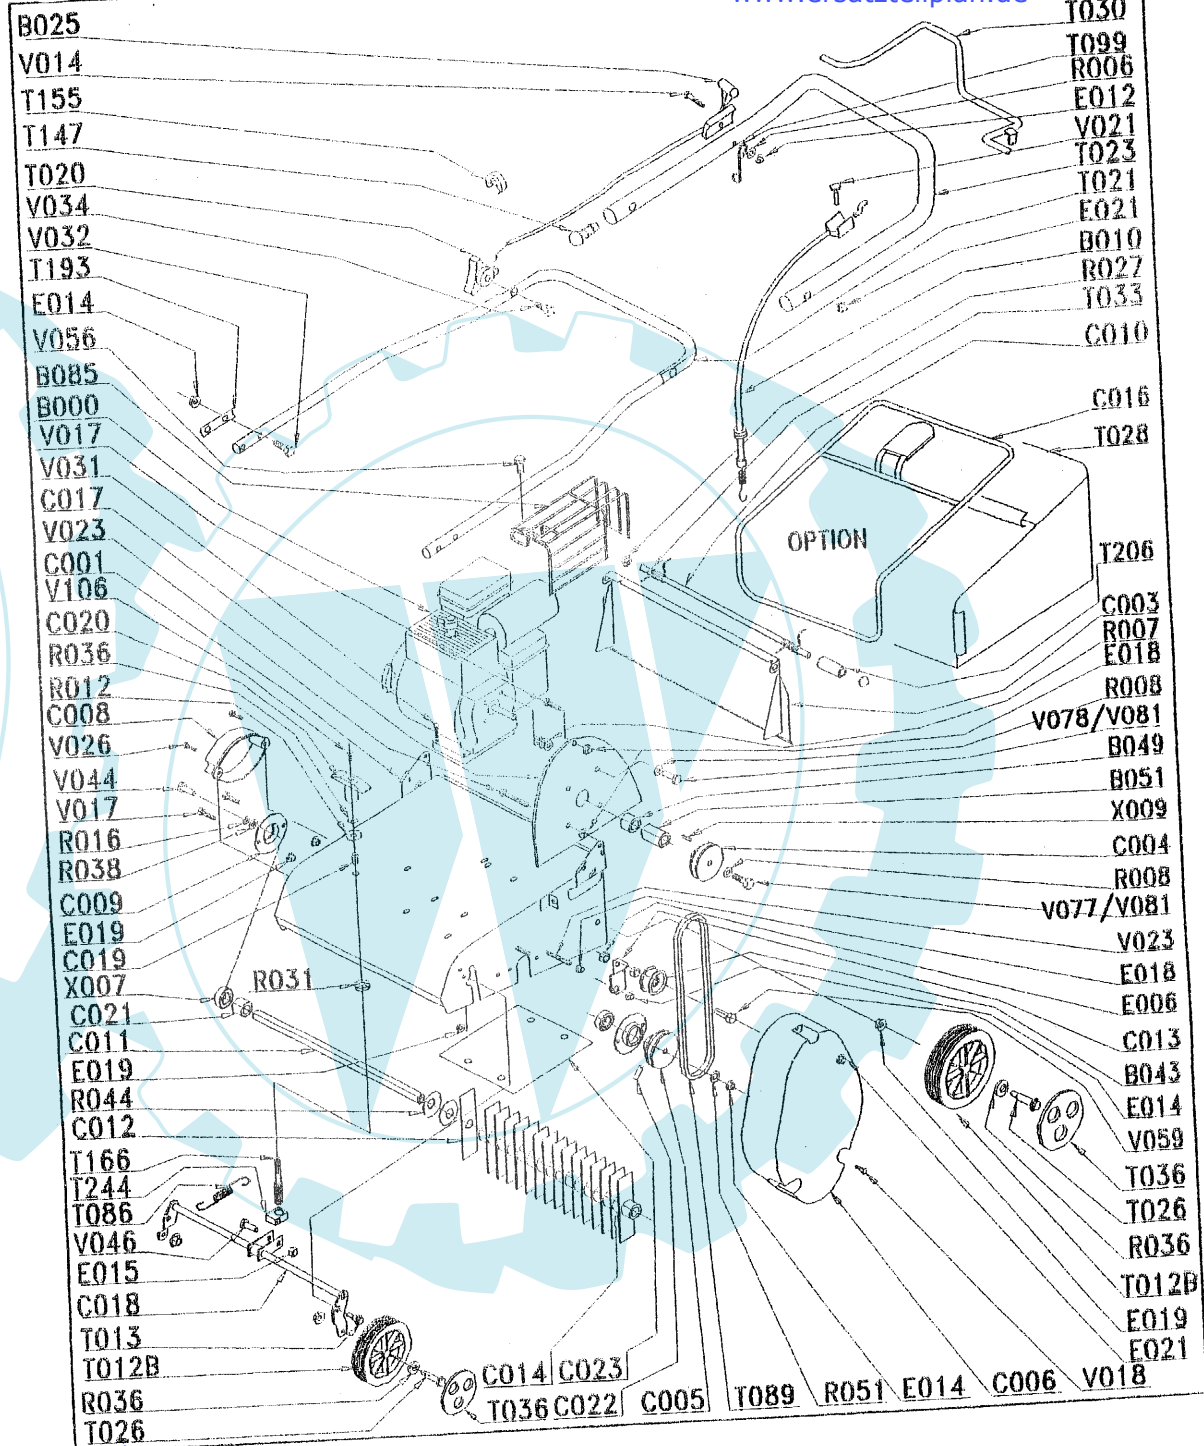 B025
V014
T155
T147
T020
V034
V032
T193
E014
V056
B085
B000
V017
V031
C017
V023
C001
V106
C020
R036
R012
C008
V026
V044
V017
R016
R038
C009
E019
C019
X007
C021
C011
E019
R044
C012
T166
T244
T086
V046
E015
C018
T013
T012B
R036
T026
R031
OPTION
T030
T099
R006
E012
V021
T023
T021
E021
B010
R027
T033
C010
C016
T028
T206
C003
R007
E018
R008
V078/V081
B049
B051
X009
C004
R008
V077/V081
V023
E018
E006
C013
B043
E014
V059
T036
T026
R036
T012B
E019
E021
C014 C023
T036 C022 C005 T089 R051 E014 C006 V018